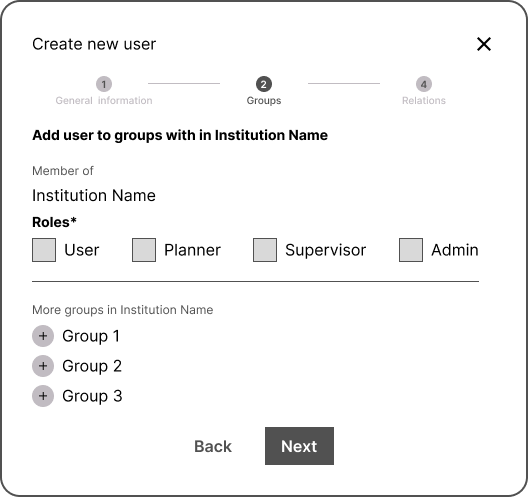 Create new user
1 2 4
General information Groups Relations
Add user to groups with in Institution Name
Member of
Institution Name
Roles*
User Planner Supervisor Admin
More groups in Institution Name
+ Group 1
+ Group 2
+ Group 3
Back Next